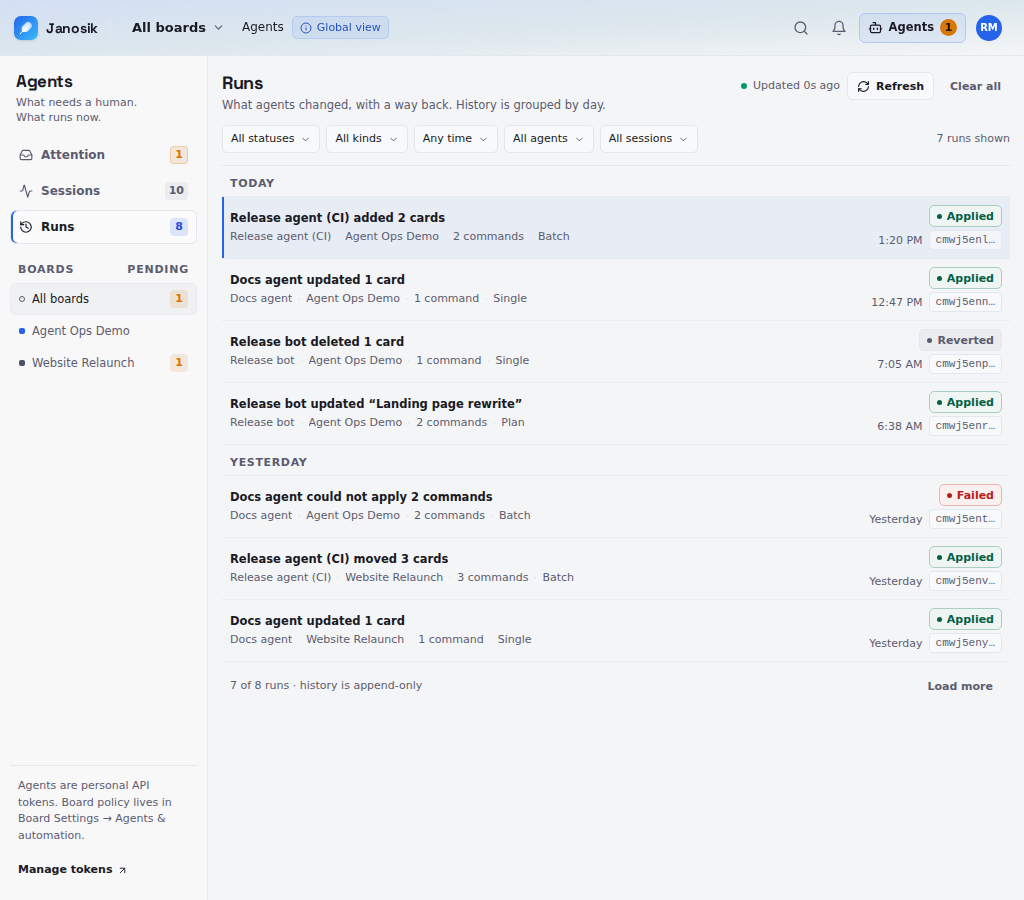 Janosik
All boards
Agents
Global view
Agents 1
RM
Agents
What needs a human.
What runs now.
Attention 1
Sessions 10
Runs 8
BOARDS PENDING
All boards 1
Agent Ops Demo
Website Relaunch 1
Agents are personal API
tokens. Board policy lives in
Board Settings → Agents &
automation.
Manage tokens
Runs
What agents changed, with a way back. History is grouped by day.
Updated 0s ago
Refresh
Clear all
All statuses
All kinds
Any time
All agents
All sessions
7 runs shown
TODAY
Release agent (CI) added 2 cards
Applied
Release agent (CI) · Agent Ops Demo · 2 commands · Batch
1:20 PM cmwj5enl…
Docs agent updated 1 card
Applied
Docs agent · Agent Ops Demo · 1 command · Single
12:47 PM cmwj5enn…
Release bot deleted 1 card
Reverted
Release bot · Agent Ops Demo · 1 command · Single
7:05 AM cmwj5enp…
Release bot updated “Landing page rewrite”
Applied
Release bot · Agent Ops Demo · 2 commands · Plan
6:38 AM cmwj5enr…
YESTERDAY
Docs agent could not apply 2 commands
Failed
Docs agent · Agent Ops Demo · 2 commands · Batch
Yesterday cmwj5ent…
Release agent (CI) moved 3 cards
Applied
Release agent (CI) · Website Relaunch · 3 commands · Batch
Yesterday cmwj5env…
Docs agent updated 1 card
Applied
Docs agent · Website Relaunch · 1 command · Single
Yesterday cmwj5eny…
7 of 8 runs · history is append-only
Load more